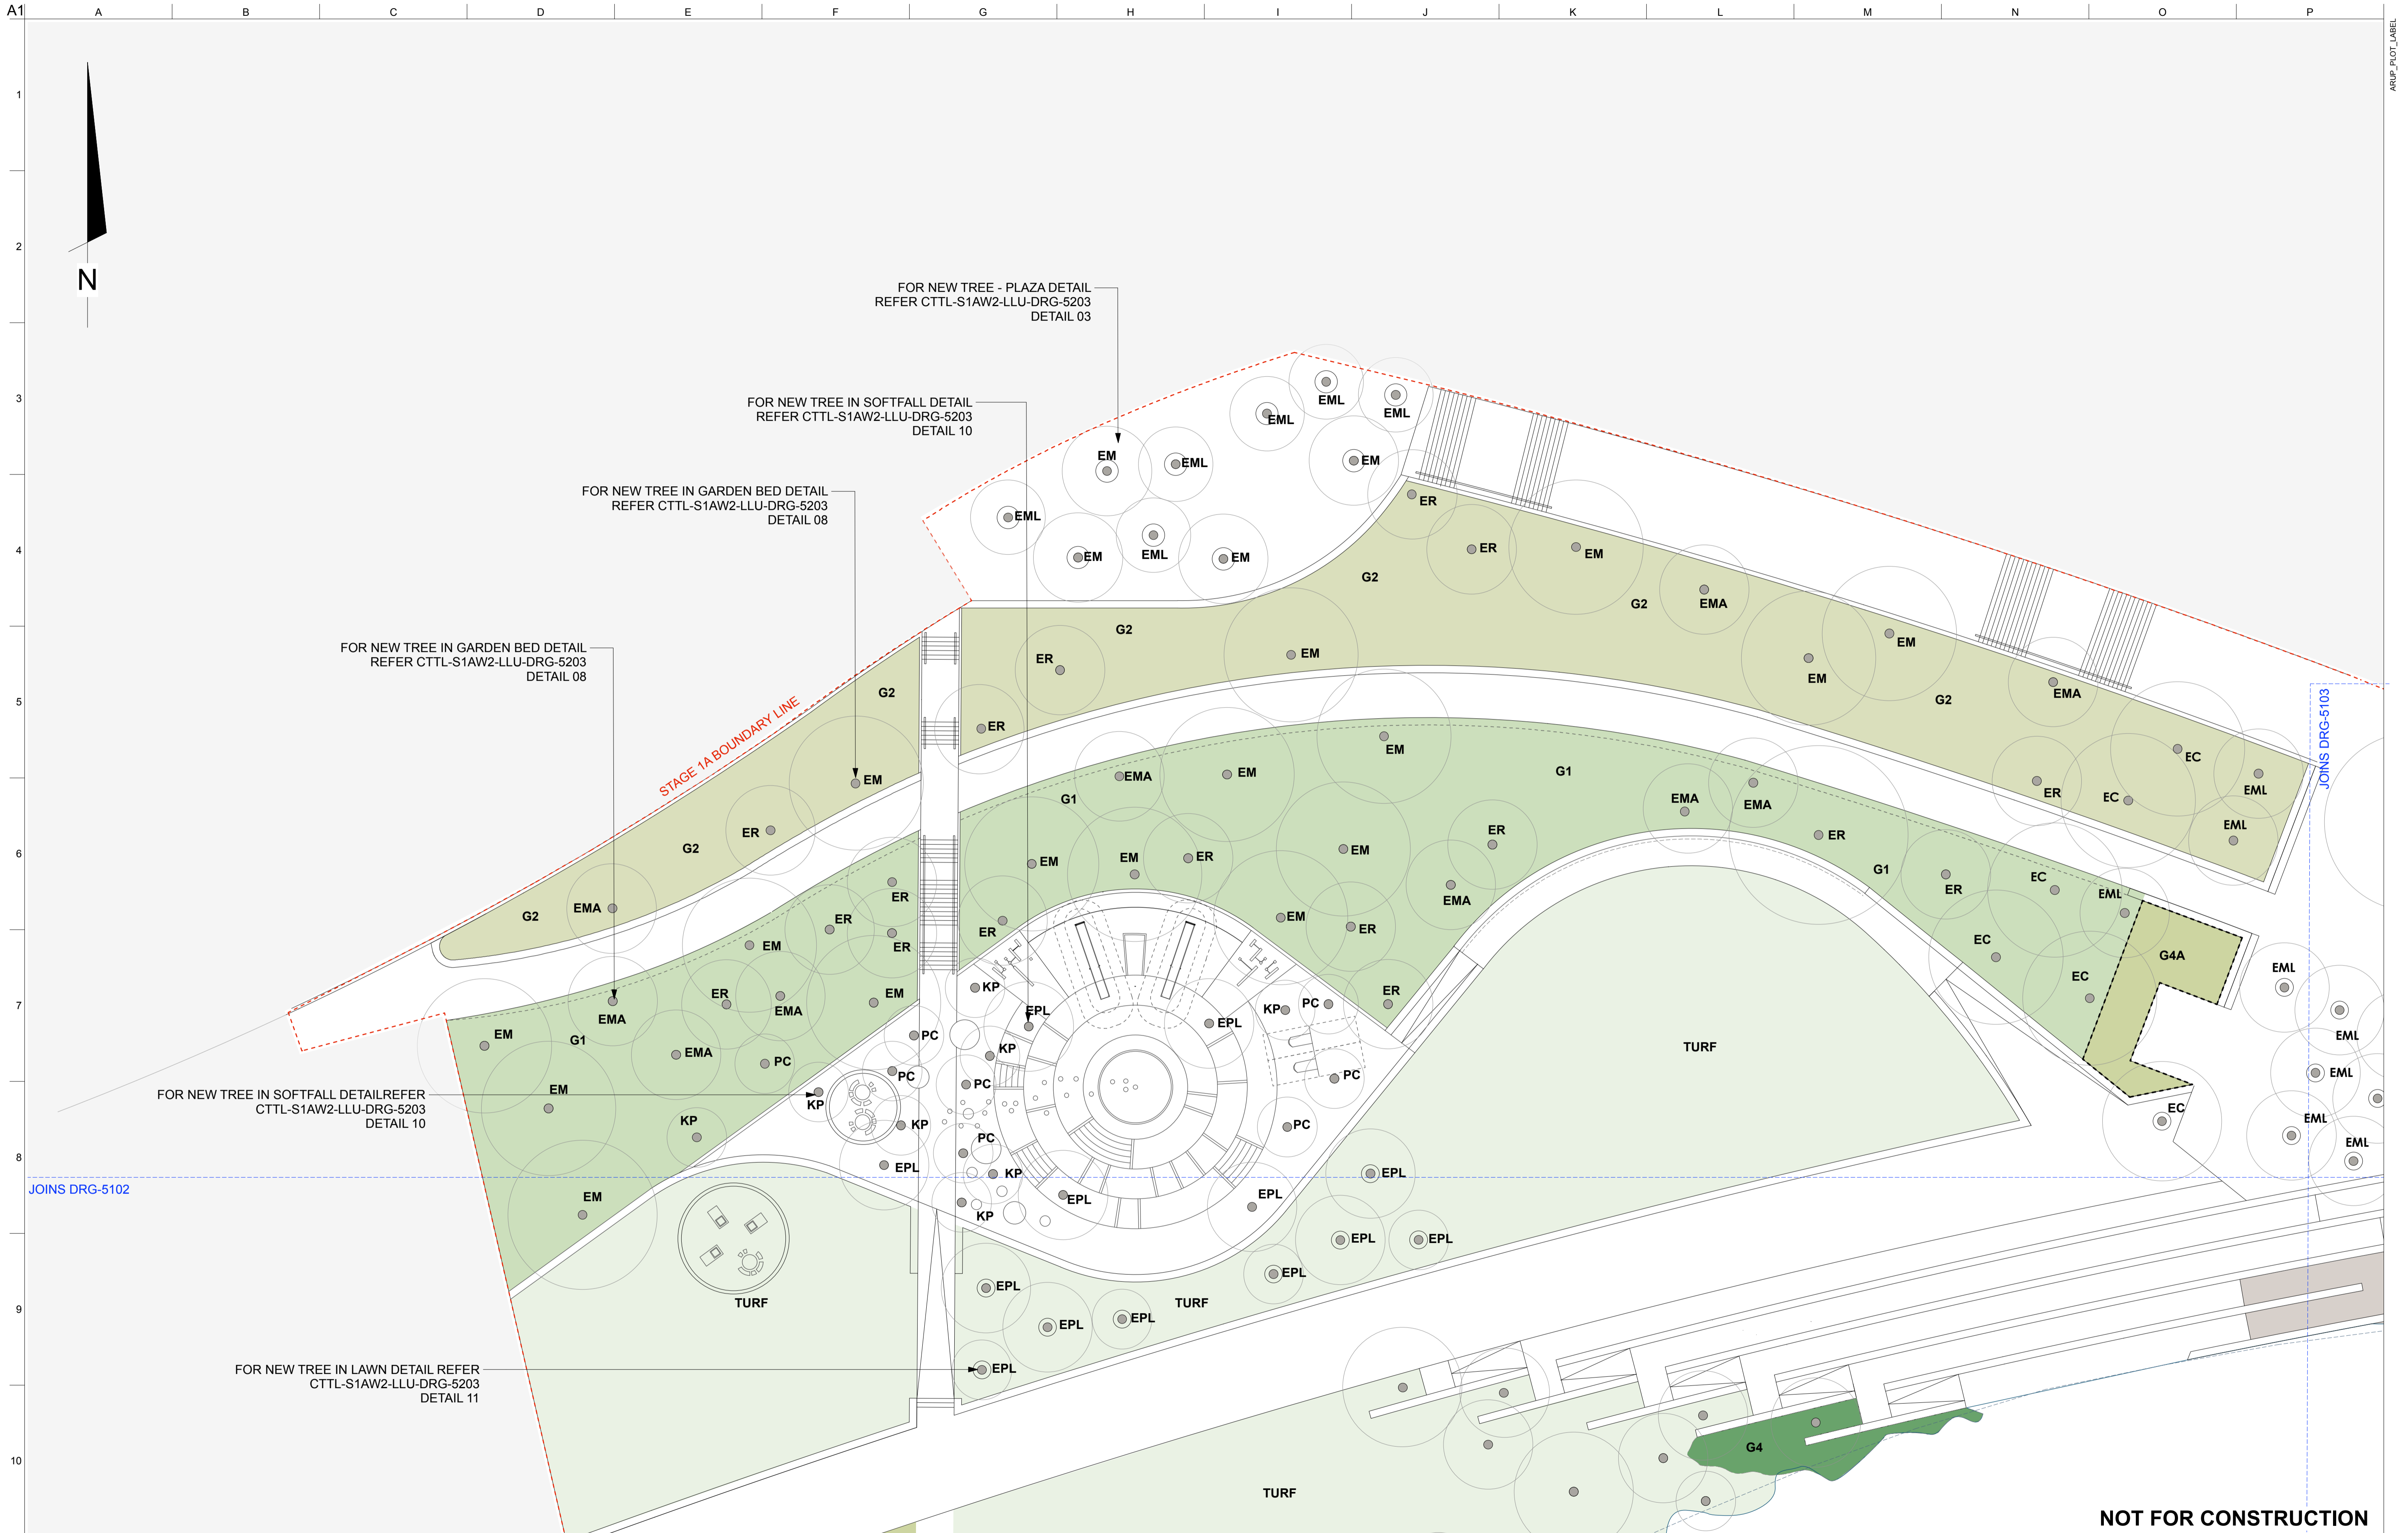 A1 A B C D E F G H I J K L M N O P
ARUP_PLOT_LABEL
1
2
N
FOR NEW TREE - PLAZA DETAIL
REFER CTTL-S1AW2-LLU-DRG-5203
DETAIL 03
3
FOR NEW TREE IN SOFTFALL DETAIL
REFER CTTL-S1AW2-LLU-DRG-5203
DETAIL 10
EML
EML
EML
EM
EML
EM
FOR NEW TREE IN GARDEN BED DETAIL
REFER CTTL-S1AW2-LLU-DRG-5203
DETAIL 08
ER
EML
4
EM
EML
EM
ER
EM
G2
G2
EMA
G2
FOR NEW TREE IN GARDEN BED DETAIL
REFER CTTL-S1AW2-LLU-DRG-5203
DETAIL 08
ER
EM
EM
EM
5
G2
ER
G2
EMA
STAGE 1A BOUNDARY LINE
JOINS DRG-5103
EM
EM
EMA
EM
G1
G1
EC
EML
EMA
EMA
ER
EC
EML
6
G2
ER
EM
EM
ER
EM
ER
ER
G1
G2
EMA
ER
ER
ER
EM
ER
EM
ER
EMA
ER
EC
EML
EC
G4A
7
EM
G1
EMA
ER
EMA
EM
KP
EPL
EPL
KP
PC
ER
EC
EML
EML
EML
EM
EMA
PC
PC
KP
PC
PC
PC
TURF
FOR NEW TREE IN SOFTFALL DETAILREFER
CTTL-S1AW2-LLU-DRG-5203
DETAIL 10
KP
KP
KP
PC
PC
EC
EML
EML
8
EPL
KP
EPL
JOINS DRG-5102
EM
KP
EPL
EPL
EPL
EPL
EPL
9
TURF
EPL
EPL
EPL
TURF
FOR NEW TREE IN LAWN DETAIL REFER
CTTL-S1AW2-LLU-DRG-5203
DETAIL 11
EPL
10
G4
TURF
NOT FOR CONSTRUCTION